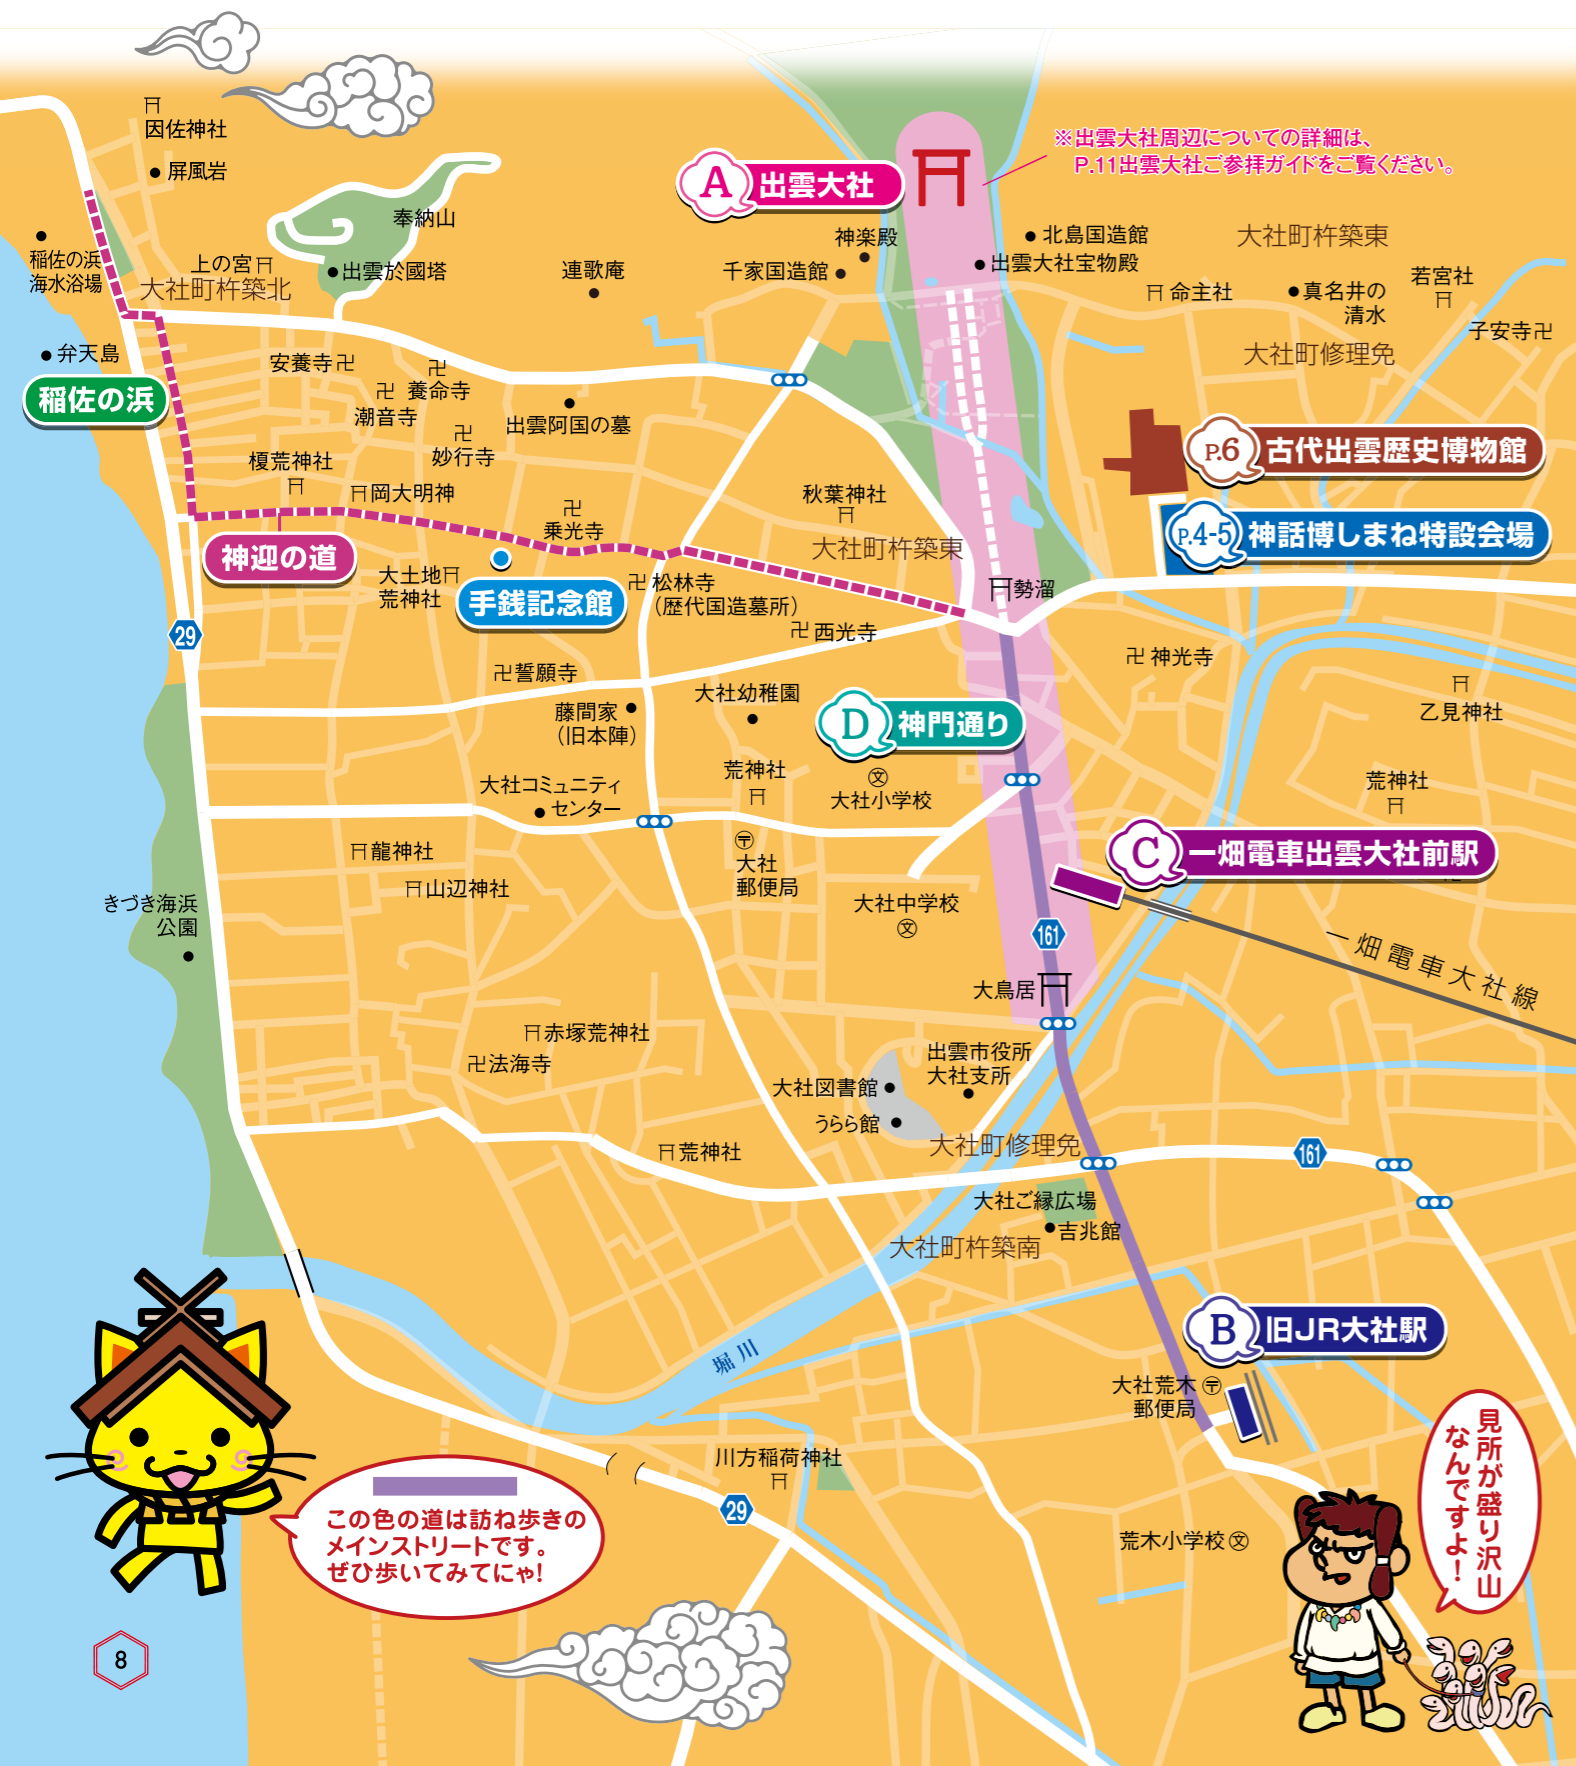 因佐神社
屏風岩
※出雲大社周辺についての詳細は、
P.11出雲大社ご参拝ガイドをご覧ください。
A 出雲大社
奉納山
稲佐の浜
海水浴場
上の宮
大社町杵築北
出雲於國塔
連歌庵
神楽殿
千家国造館
北島国造館
出雲大社宝物殿
大社町杵築東
命主社
真名井の
清水
若宮社
子安寺
大社町修理免
弁天島
稲佐の浜
安養寺
養命寺
潮音寺
妙行寺
出雲阿国の墓
榎荒神社
岡大明神
乗光寺
秋葉神社
大社町杵築東
P.6 古代出雲歴史博物館
P.4-5 神話博しまね特設会場
神迎の道
大土地
荒神社
手銭記念館
松林寺
（歴代国造墓所）
西光寺
勢溜
29
誓願寺
神光寺
乙見神社
藤間家
（旧本陣）
大社幼稚園
D 神門通り
荒神社
文
大社小学校
荒神社
大社コミュニティ
センター
龍神社
山辺神社
〒
大社
郵便局
C 一畑電車出雲大社前駅
きづき海浜
公園
大社中学校
文
161
一畑電車大社線
大鳥居
赤塚荒神社
法海寺
出雲市役所
大社支所
大社図書館
うらら館
大社町修理免
荒神社
161
大社ご縁広場
吉兆館
大社町杵築南
堀川
B 旧JR大社駅
大社荒木〒
郵便局
川方稲荷神社
29
荒木小学校文
この色の道は訪ね歩きの
メインストリートです。
ぜひ歩いてみてにゃ!
見所が盛り沢山
なんですよ!
8